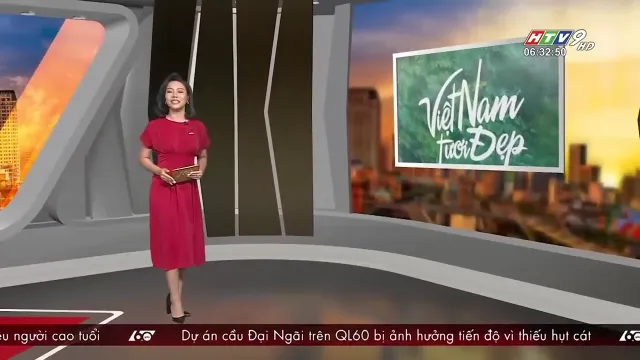 HTV9 HD
06:32:50
Việt Nam
tươi Đẹp
người cao tuổi 60 Dự án cầu Đại Ngãi trên QL60 bị ảnh hưởng tiến độ vì thiếu hụt cát